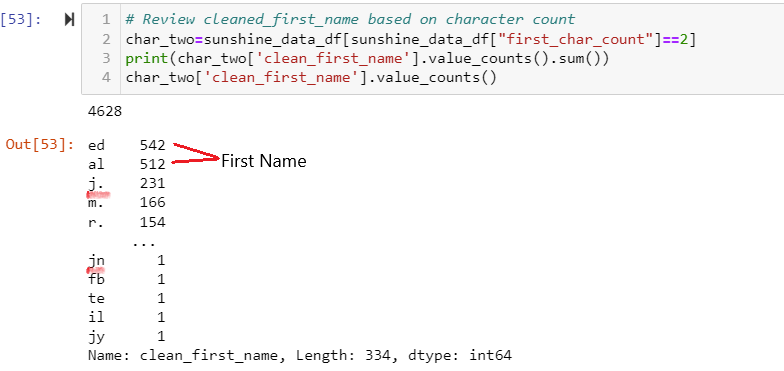 [53]:
1 # Review cleaned_first_name based on character count
2 char_two=sunshine_data_df[sunshine_data_df["first_char_count"]==2]
3 print(char_two['clean_first_name'].value_counts().sum())
4 char_two['clean_first_name'].value_counts()
4628
Out[53]: ed 542
al 512
First Name
j. 231
m. 166
r. 154
...
jn 1
fb 1
te 1
il 1
jy 1
Name: clean_first_name, Length: 334, dtype: int64